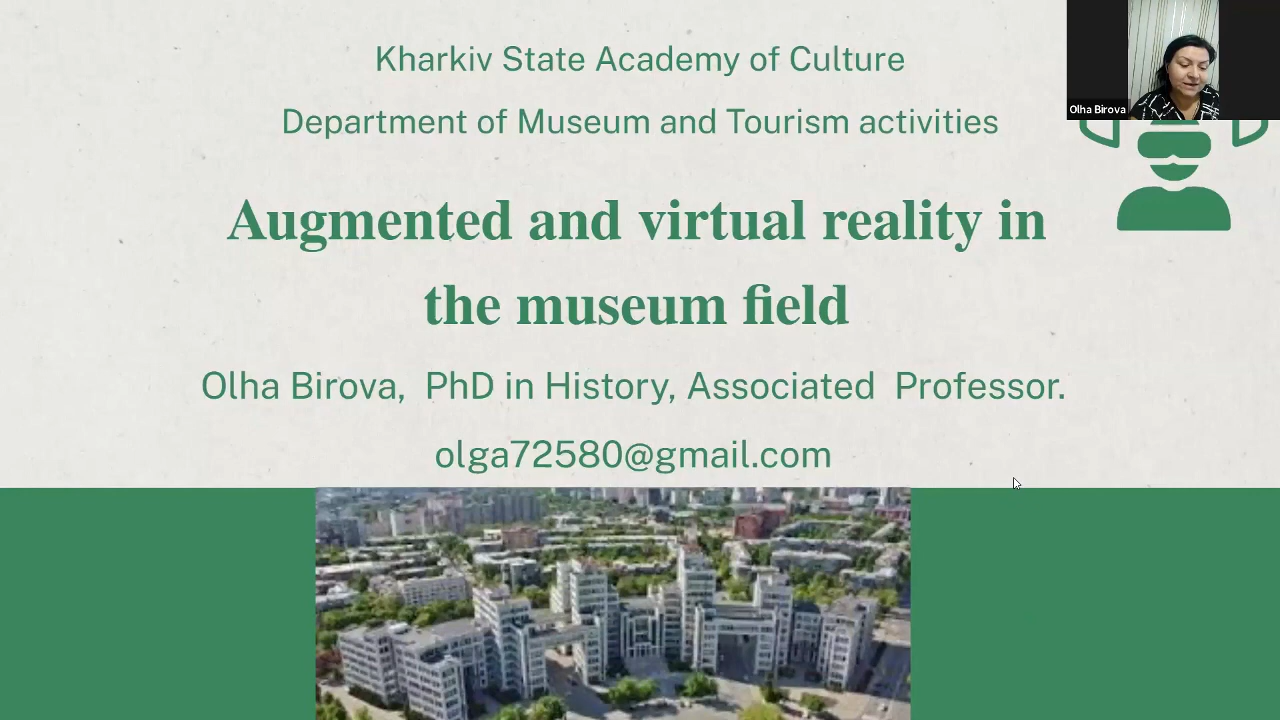 Kharkiv State Academy of Culture
Olha Birova
Department of Museum and Tourism activities
Augmented and virtual reality in
the museum field
Olha Birova, PhD in History, Associated Professor.
olga72580@gmail.com